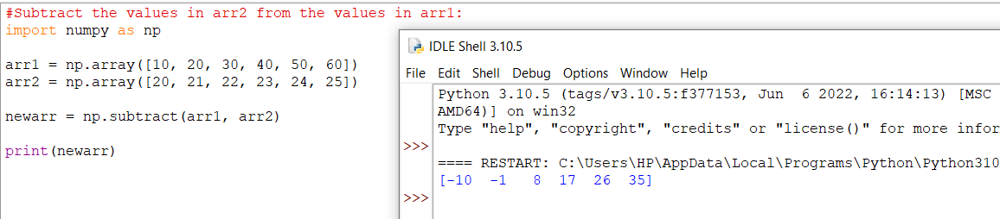 #Subtract the values in arr2 from the values in arr1:
import numpy as np
arr1 = np.array([10, 20, 30, 40, 50, 60])
arr2 = np.array([20, 21, 22, 23, 24, 25])
newarr = np.subtract(arr1, arr2)
print(newarr)
IDLE Shell 3.10.5
File Edit Shell Debug Options Window Help
Python 3.10.5 (tags/v3.10.5:f377153, Jun  6 2022, 16:14:13) [MSC
AMD64)] on win32
Type "help", "copyright", "credits" or "license()" for more infor
>>>
==== RESTART: C:\Users\HP\AppData\Local\Programs\Python\Python310
[-10  -1   8  17  26  35]
>>>